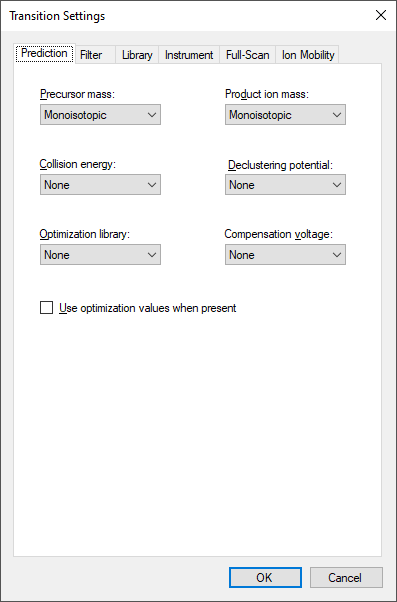 Transition Settings
Prediction Filter Library Instrument Full-Scan Ion Mobility
Precursor mass: Product ion mass:
Monoisotopic Monoisotopic
Collision energy: Declustering potential:
None None
Optimization library: Compensation voltage:
None None
Use optimization values when present
OK Cancel